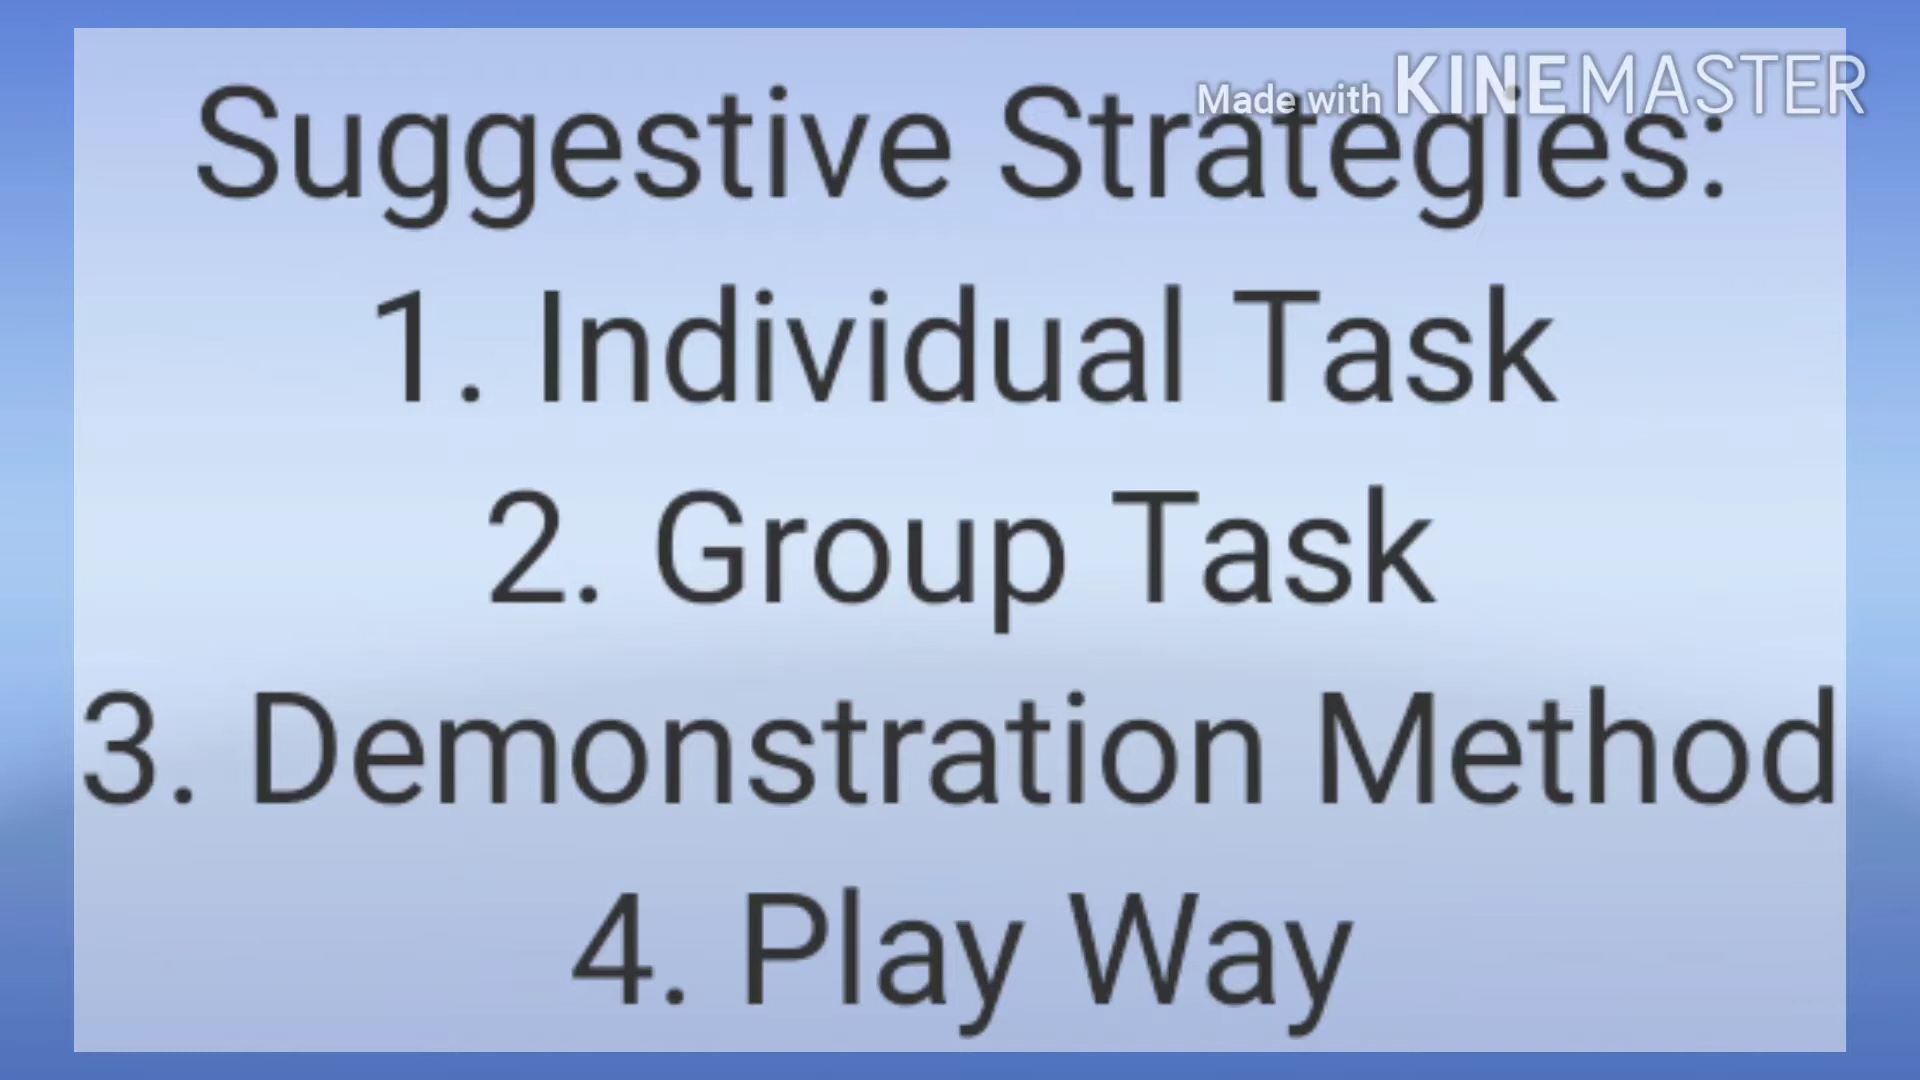 Made with KINEMASTER
Suggestive Strategies:
1. Individual Task
2. Group Task
3. Demonstration Method
4. Play Way